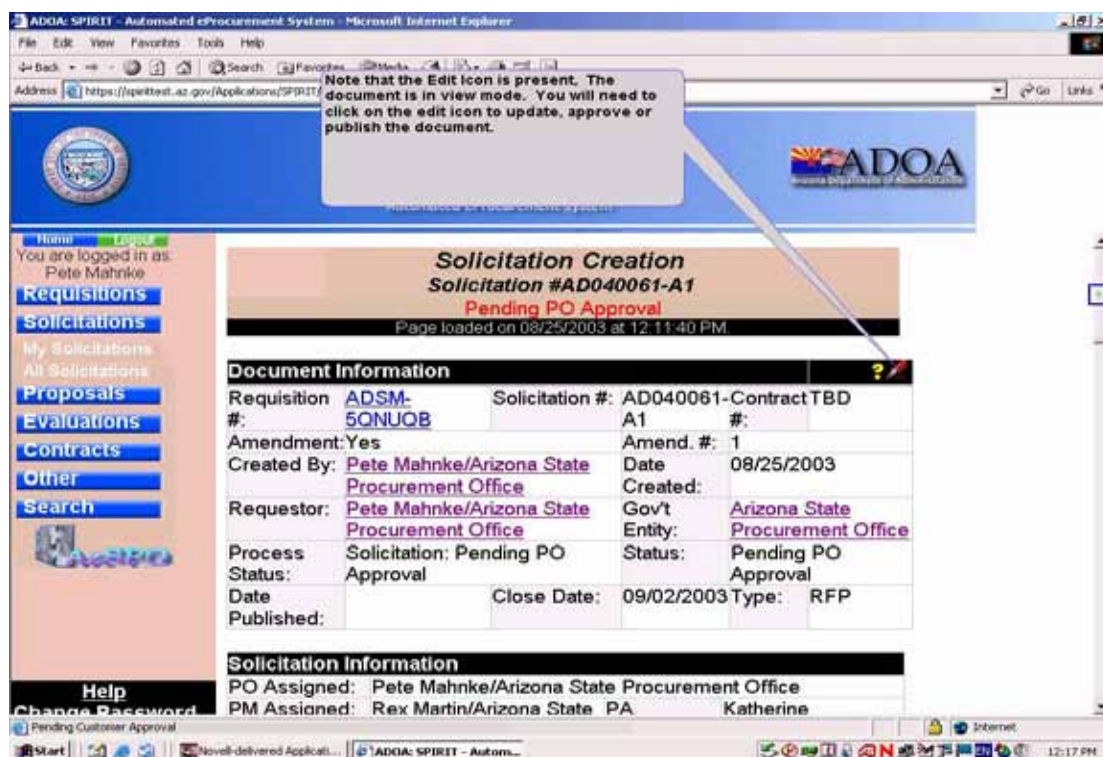 ADOA: SPIRIT - Automated eProcurement System - Microsoft Internet Explorer
File Edit View Favorites Tools Help
Back Search Favorites Media
Address https://spirittest.az.gov/Applications/SPIRIT/
Go Links
Note that the Edit Icon is present. The
document is in view mode. You will need to
click on the edit icon to update, approve or
publish the document.
ADOA
Home Logout
You are logged in as:
Pete Mahnke
Requisitions
Solicitations
My Solicitations
All Solicitations
Proposals
Evaluations
Contracts
Other
Search
Help
Change Password
Solicitation Creation
Solicitation #AD040061-A1
Pending PO Approval
Page loaded on 08/25/2003 at 12:11:40 PM.
Document Information ?
Requisition #: ADSM-5QNUQB Solicitation #: AD040061-A1 Contract #: TBD
Amendment: Yes Amend. #: 1
Created By: Pete Mahnke/Arizona State Procurement Office Date Created: 08/25/2003
Requestor: Pete Mahnke/Arizona State Procurement Office Gov't Entity: Arizona State Procurement Office
Process Status: Solicitation: Pending PO Approval Status: Pending PO Approval
Date Published: Close Date: 09/02/2003 Type: RFP
Solicitation Information
PO Assigned: Pete Mahnke/Arizona State Procurement Office
PM Assigned: Rex Martin/Arizona State PA Katherine
Pending Customer Approval
Internet
Start Novell-delivered Applicati... ADOA: SPIRIT - Autom... 12:17 PM